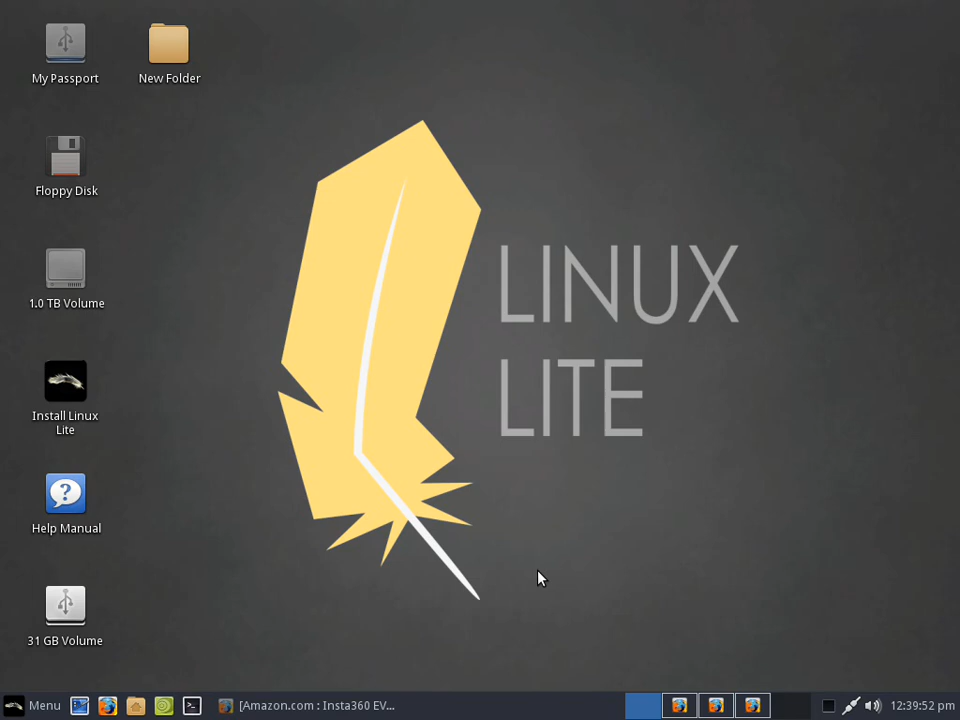 My Passport
New Folder
Floppy Disk
1.0 TB Volume
Install Linux
Lite
Help Manual
31 GB Volume
LINUX
LITE
Menu
[Amazon.com : Insta360 EV...
12:39:52 pm